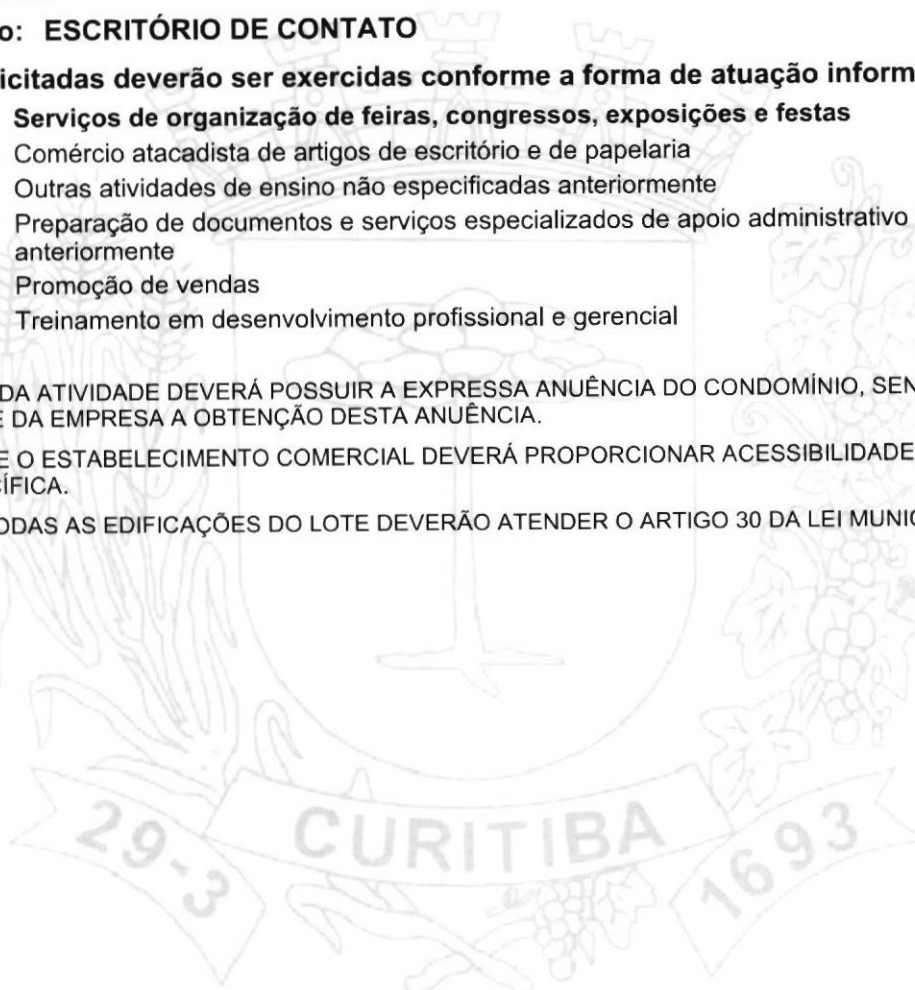 o: ESCRITÓRIO DE CONTATO
icitadas deverão ser exercidas conforme a forma de atuação inform
Serviços de organização de feiras, congressos, exposições e festas
Comércio atacadista de artigos de escritório e de papelaria
Outras atividades de ensino não especificadas anteriormente
Preparação de documentos e serviços especializados de apoio administrativo
anteriormente
Promoção de vendas
Treinamento em desenvolvimento profissional e gerencial
DA ATIVIDADE DEVERÁ POSSUIR A EXPRESSA ANUÊNCIA DO CONDOMÍNIO, SEN
E DA EMPRESA A OBTENÇÃO DESTA ANUÊNCIA.
E O ESTABELECIMENTO COMERCIAL DEVERÁ PROPORCIONAR ACESSIBILIDADE
CÍFICA.
ODAS AS EDIFICAÇÕES DO LOTE DEVERÃO ATENDER O ARTIGO 30 DA LEI MUNIC
29-3 CURITIBA 1693